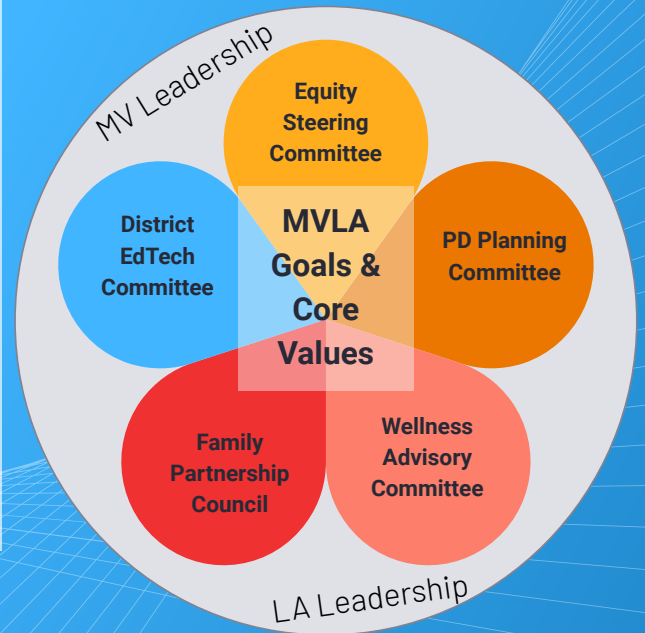 MV Leadership
Equity
Steering
Committee
District
EdTech
Committee
MVLA
Goals &
Core
Values
PD Planning
Committee
Family
Partnership
Council
Wellness
Advisory
Committee
LA Leadership